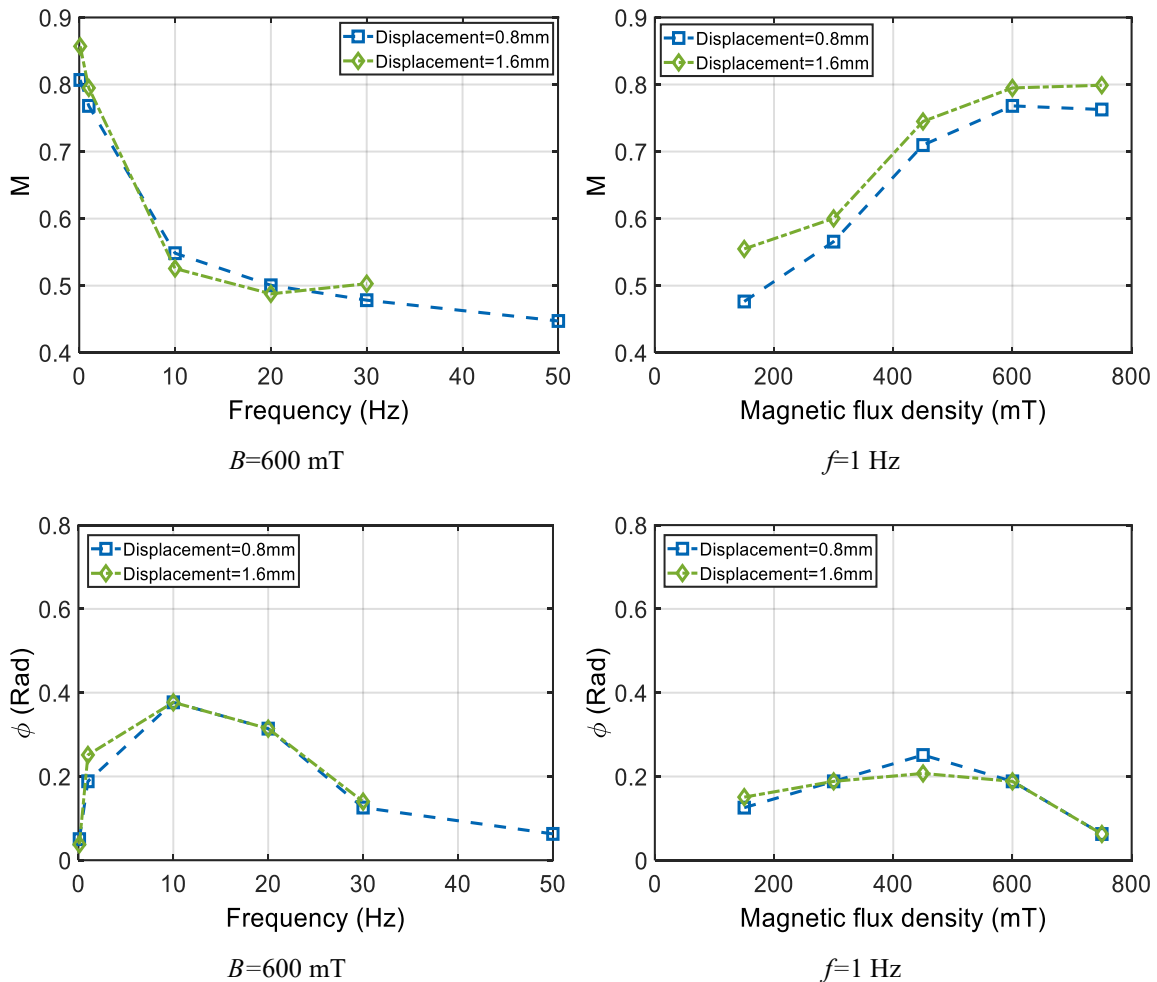 0.9
0.8
0.7
0.6
0.5
0.4
M
Displacement=0.8mm
Displacement=1.6mm
0 10 20 30 40 50
Frequency (Hz)
B=600 mT
0.9
0.8
0.7
0.6
0.5
0.4
M
Displacement=0.8mm
Displacement=1.6mm
0 200 400 600 800
Magnetic flux density (mT)
f=1 Hz
0.8
0.6
0.4
0.2
0
ϕ (Rad)
Displacement=0.8mm
Displacement=1.6mm
0 10 20 30 40 50
Frequency (Hz)
B=600 mT
0.8
0.6
0.4
0.2
0
ϕ (Rad)
Displacement=0.8mm
Displacement=1.6mm
0 200 400 600 800
Magnetic flux density (mT)
f=1 Hz